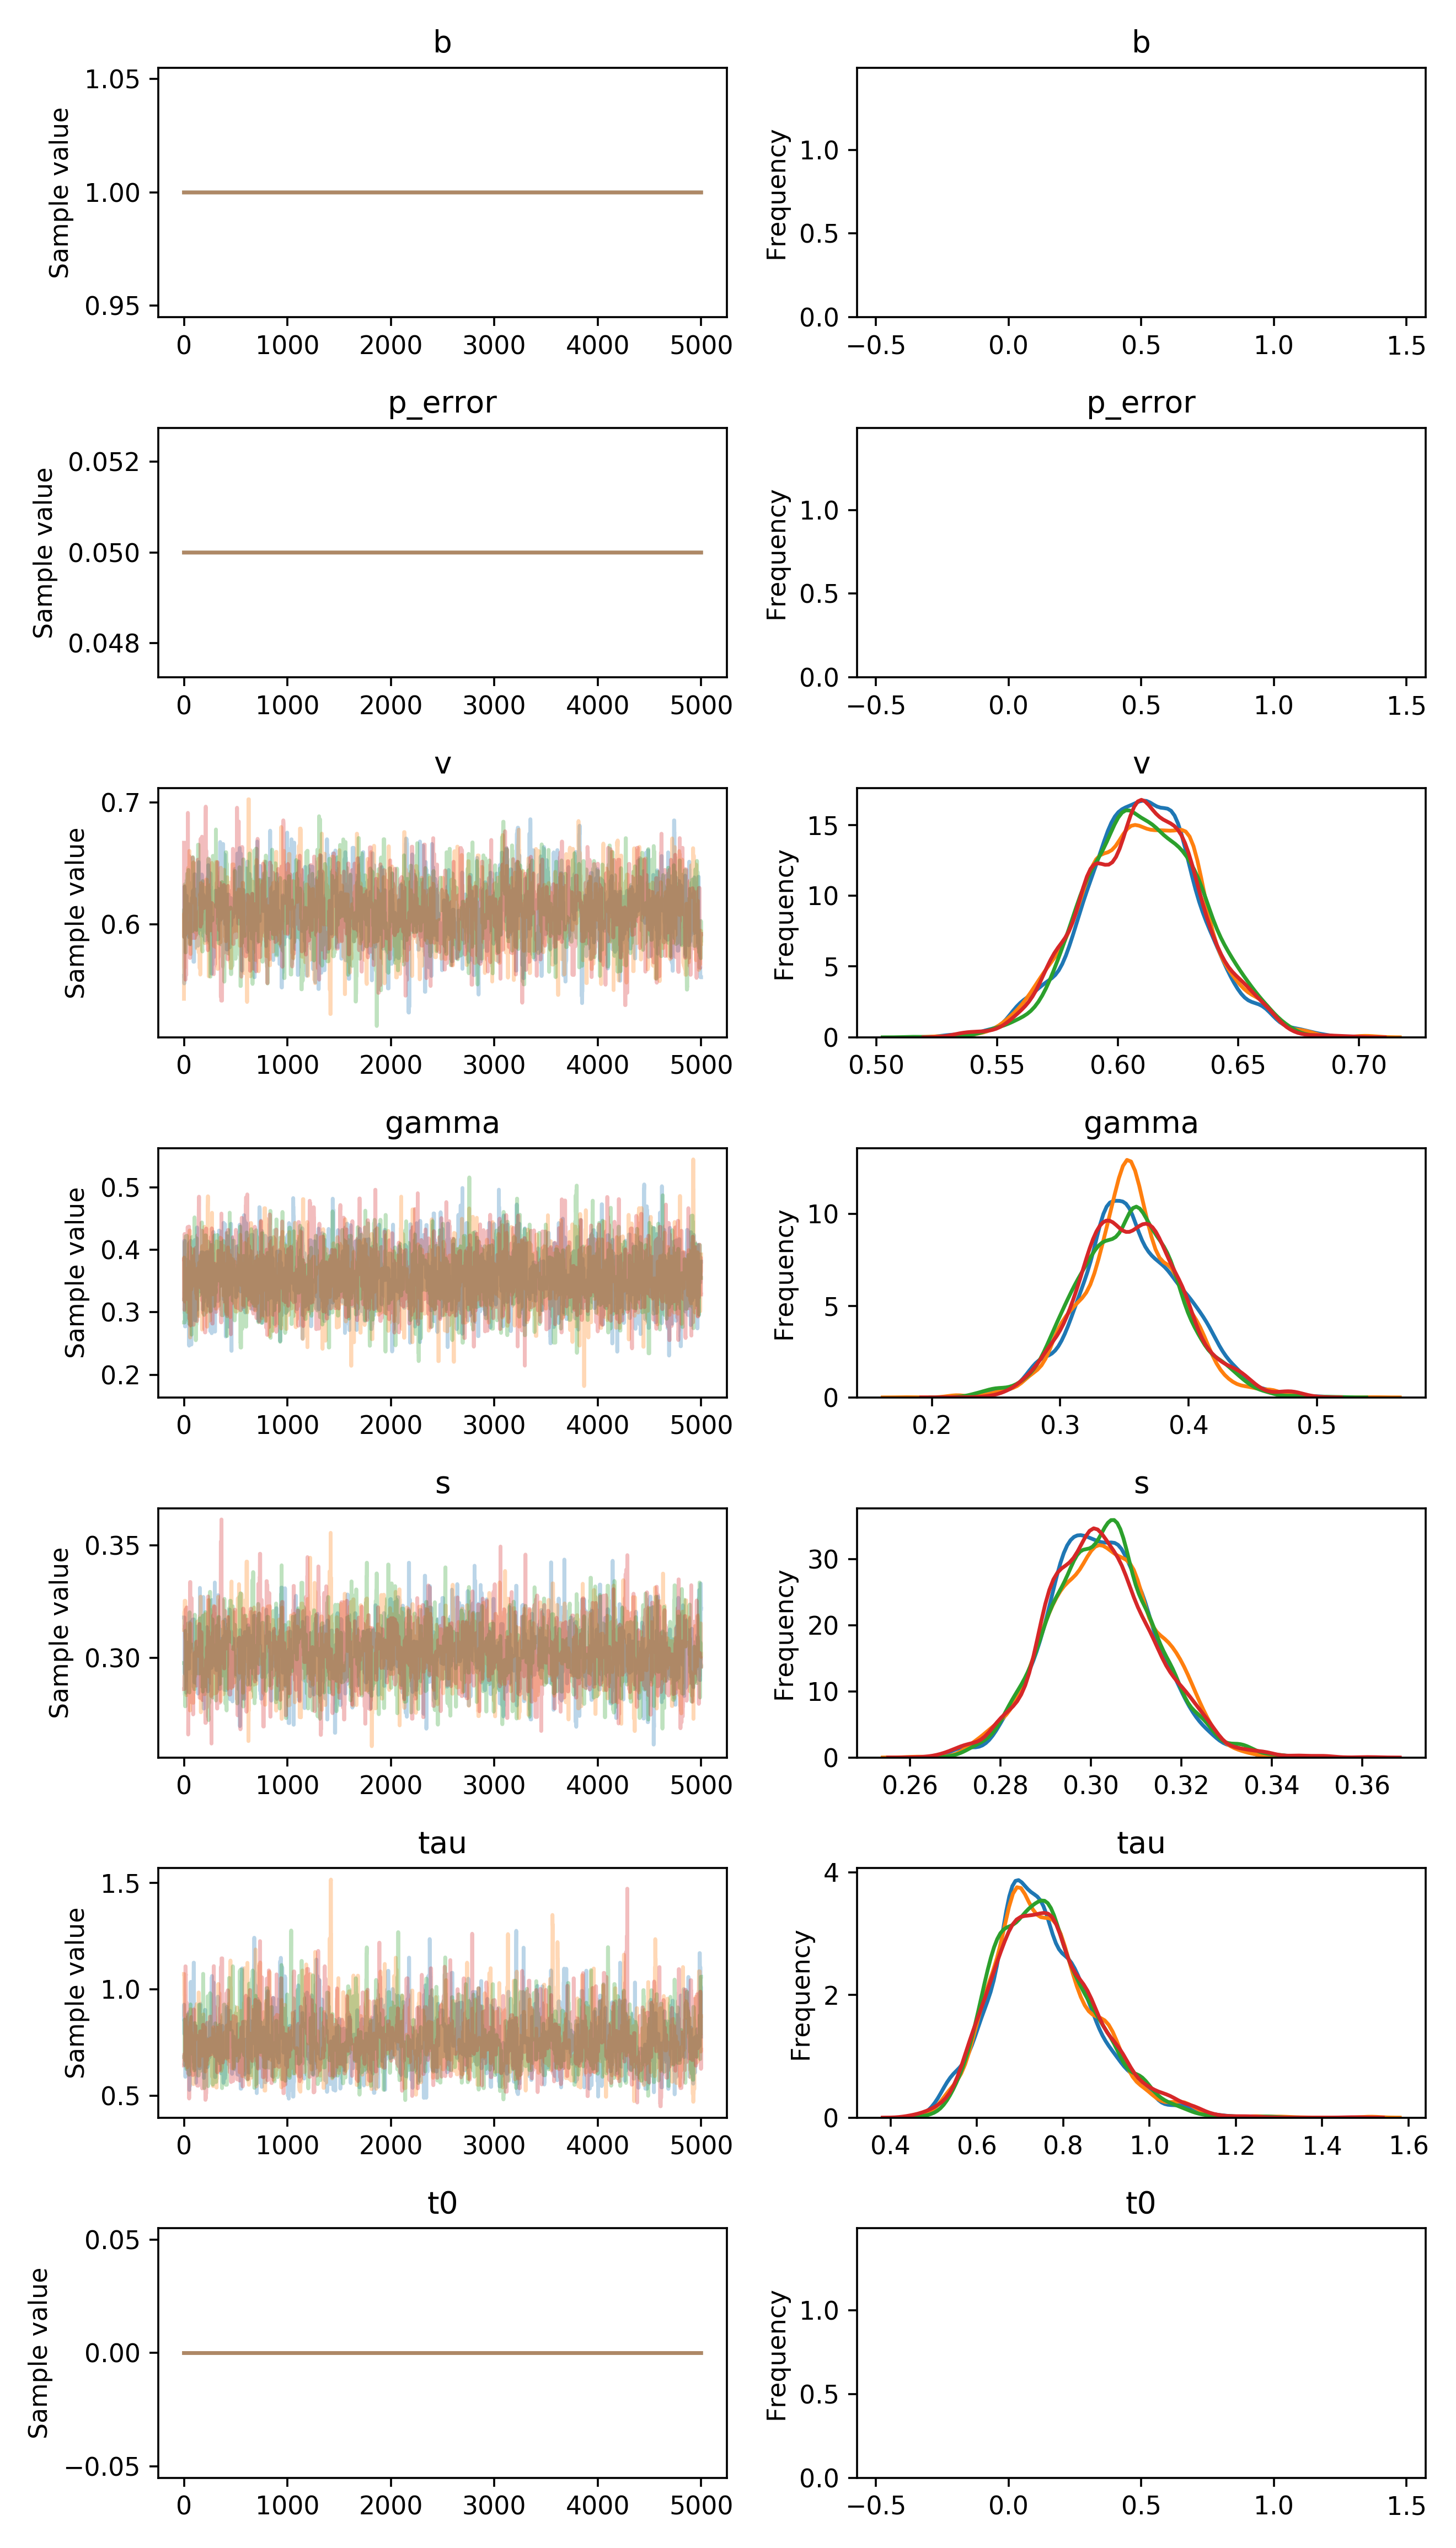 b
b
Sample value
1.05
1.00
0.95
0 1000 2000 3000 4000 5000
Frequency
1.0
0.5
0.0
−0.5 0.0 0.5 1.0 1.5
p_error
p_error
Sample value
0.052
0.050
0.048
0 1000 2000 3000 4000 5000
Frequency
1.0
0.5
0.0
−0.5 0.0 0.5 1.0 1.5
v
v
Sample value
0.7
0.6
0 1000 2000 3000 4000 5000
Frequency
15
10
5
0
0.50 0.55 0.60 0.65 0.70
gamma
gamma
Sample value
0.5
0.4
0.3
0.2
0 1000 2000 3000 4000 5000
Frequency
10
5
0
0.2 0.3 0.4 0.5
s
s
Sample value
0.35
0.30
0 1000 2000 3000 4000 5000
Frequency
30
20
10
0
0.26 0.28 0.30 0.32 0.34 0.36
tau
tau
Sample value
1.5
1.0
0.5
0 1000 2000 3000 4000 5000
Frequency
4
2
0
0.4 0.6 0.8 1.0 1.2 1.4 1.6
t0
t0
Sample value
0.05
0.00
−0.05
0 1000 2000 3000 4000 5000
Frequency
1.0
0.5
0.0
−0.5 0.0 0.5 1.0 1.5